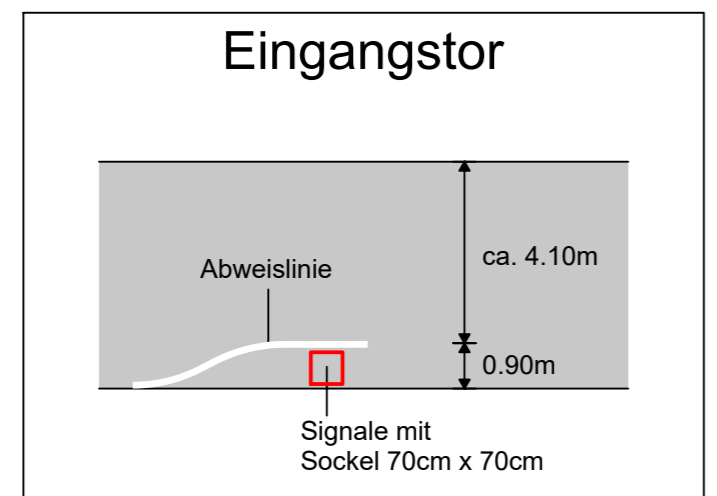 Eingangstor
ca. 4.10m
Abweislinie
0.90m
Signale mit
Sockel 70cm x 70cm